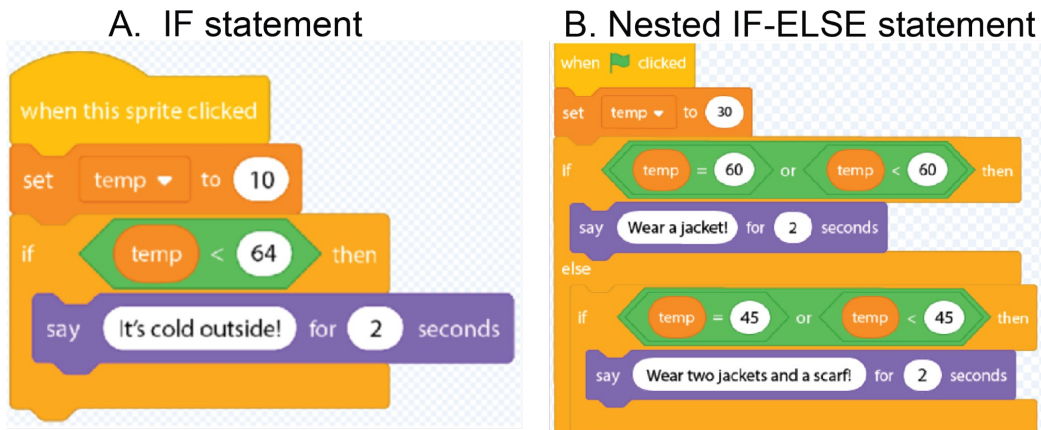 A. IF statement
when this sprite clicked
set temp to 10
if temp < 64 then
say It's cold outside! for 2 seconds
B. Nested IF-ELSE statement
when clicked
set temp to 30
if temp = 60 or temp < 60 then
say Wear a jacket! for 2 seconds
else
if temp = 45 or temp < 45 then
say Wear two jackets and a scarf! for 2 seconds